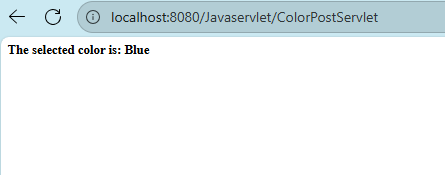 localhost:8080/Javaservlet/ColorPostServlet
The selected color is: Blue